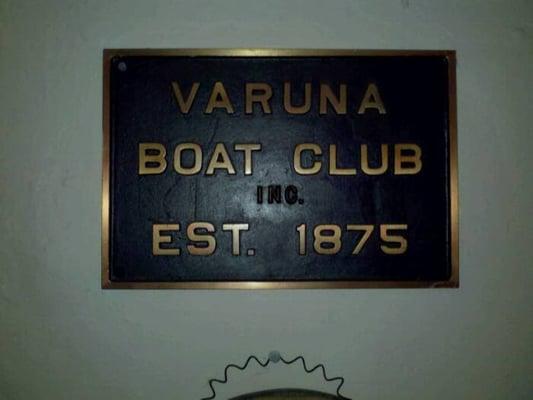 VARUNA
BOAT CLUB
INC.
EST. 1875